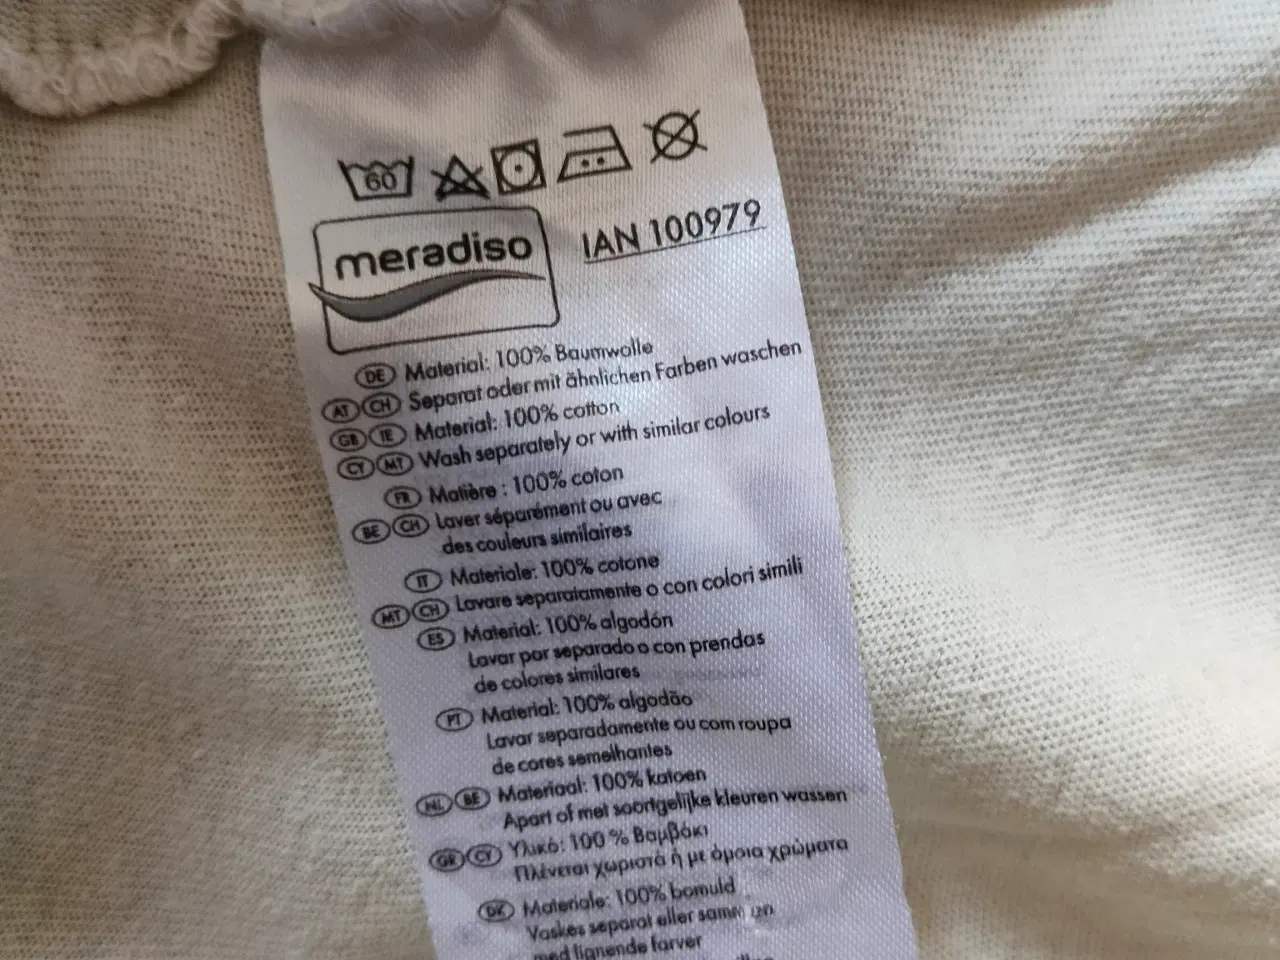 60
meradiso
IAN 100979
DE Material: 100% Baumwolle
AT CH Separat oder mit ähnlichen Farben waschen
GB IE Material: 100% cotton
CY MT Wash separately or with similar colours
FR Matière : 100% coton
BE CH Laver séparément ou avec
des couleurs similaires
IT Materiale: 100% cotone
MT CH Lavare separatamente o con colori simili
ES Material: 100% algodón
Lavar por separado o con prendas
de colores similares
PT Material: 100% algodão
Lavar separadamente ou com roupa
de cores semelhantes
NL BE Materiaal: 100% katoen
Apart of met soortgelijke kleuren wassen
GR CY Υλικό: 100 % Βαμβάκι
Πλένεται χωριστά ή με όμοια χρώματα
DK Materiale: 100% bomuld
Vaskes separat eller sammen
med lignende farver